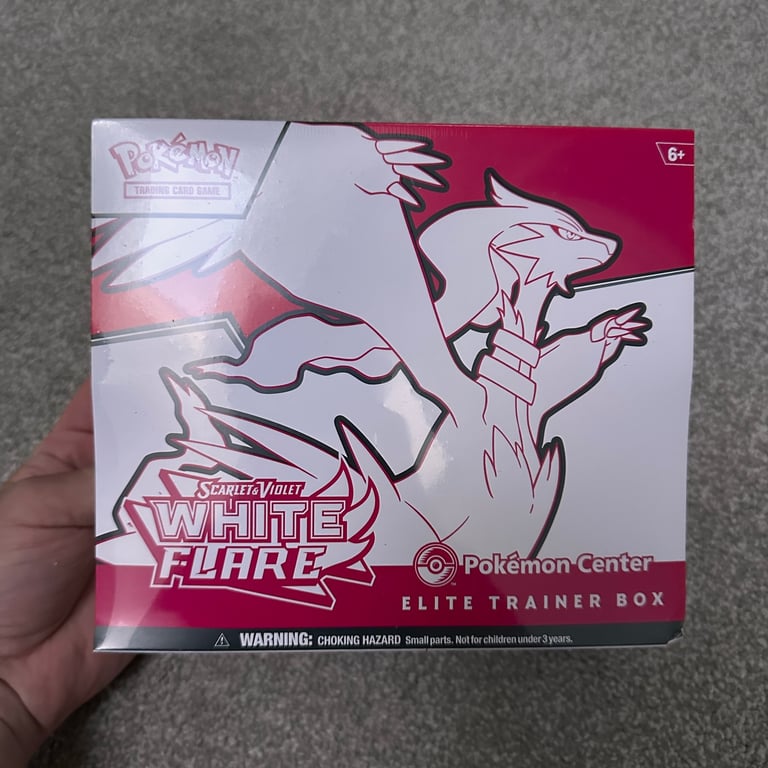 Pokémon
TRADING CARD GAME
6+
SCARLET & VIOLET
WHITE
FLARE
Pokémon Center
TM
ELITE TRAINER BOX
WARNING: CHOKING HAZARD Small parts. Not for children under 3 years.